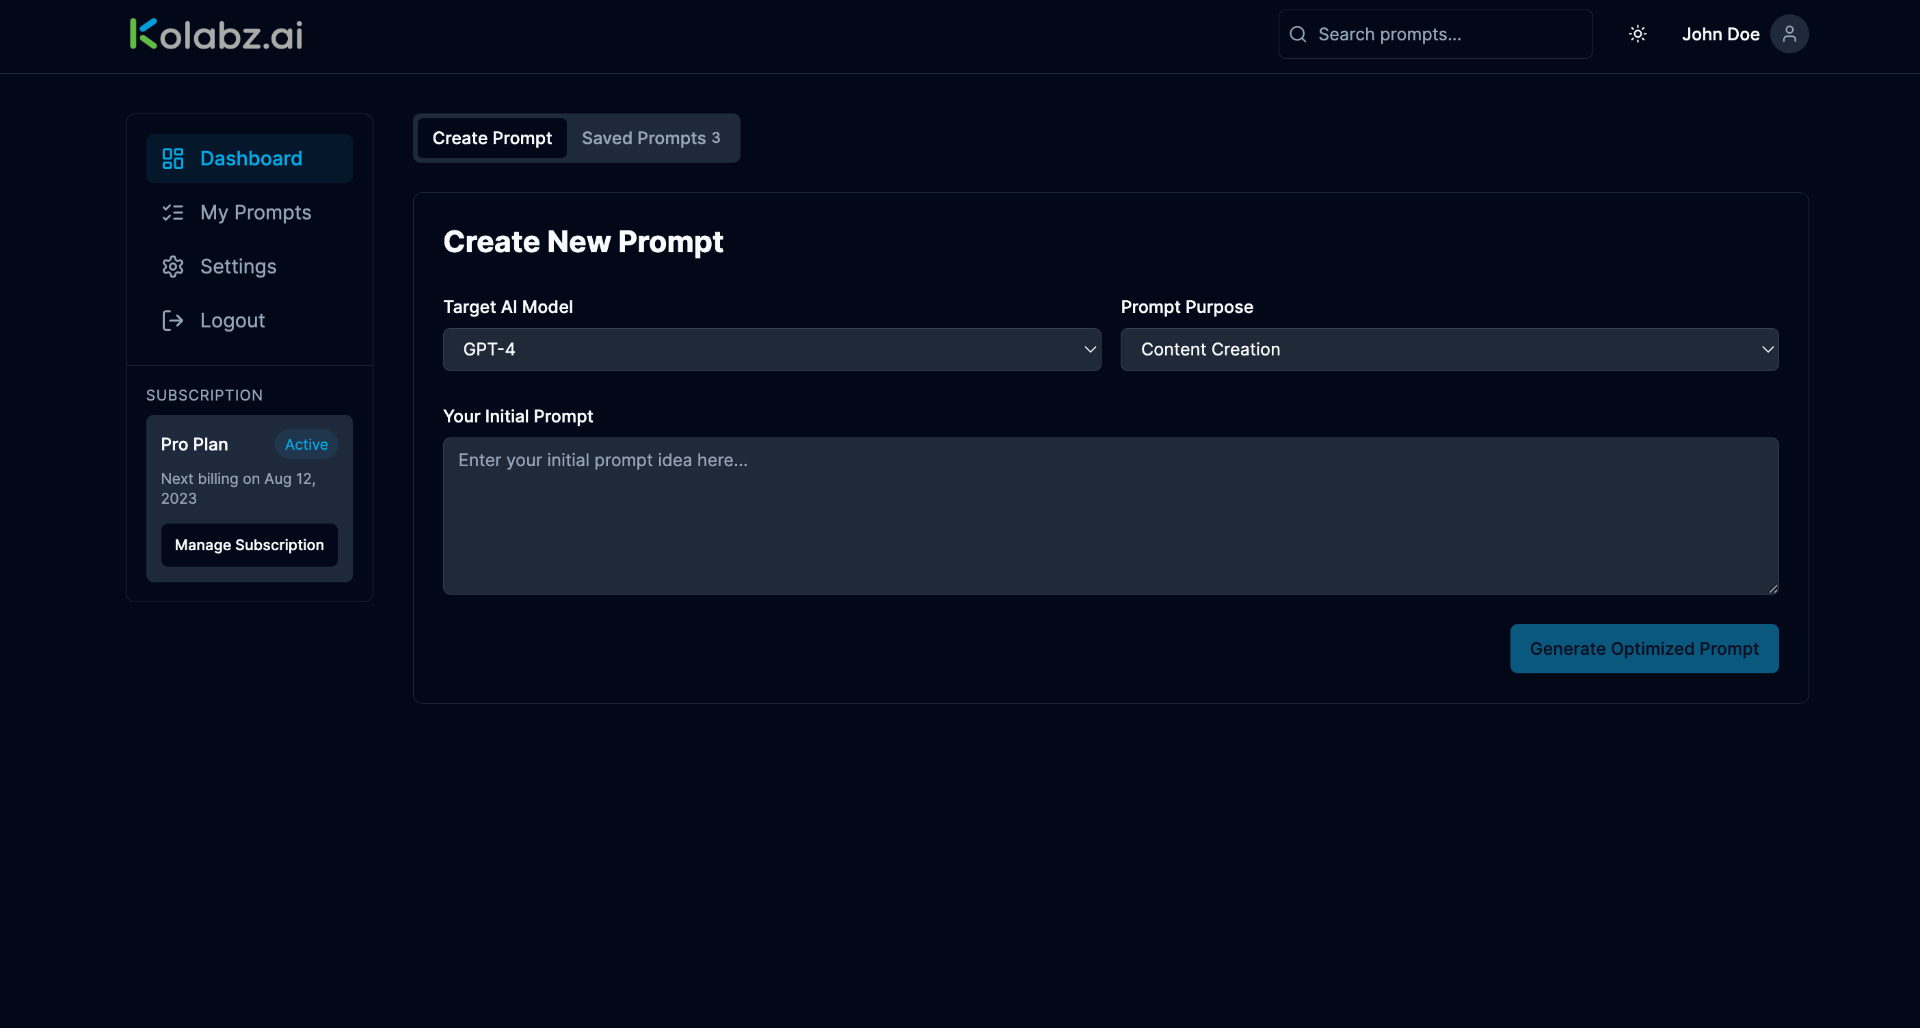 Kolabz.ai
Search prompts...
John Doe
Dashboard
My Prompts
Settings
Logout
SUBSCRIPTION
Pro Plan
Active
Next billing on Aug 12,
2023
Manage Subscription
Create Prompt
Saved Prompts 3
Create New Prompt
Target AI Model
GPT-4
Prompt Purpose
Content Creation
Your Initial Prompt
Enter your initial prompt idea here...
Generate Optimized Prompt